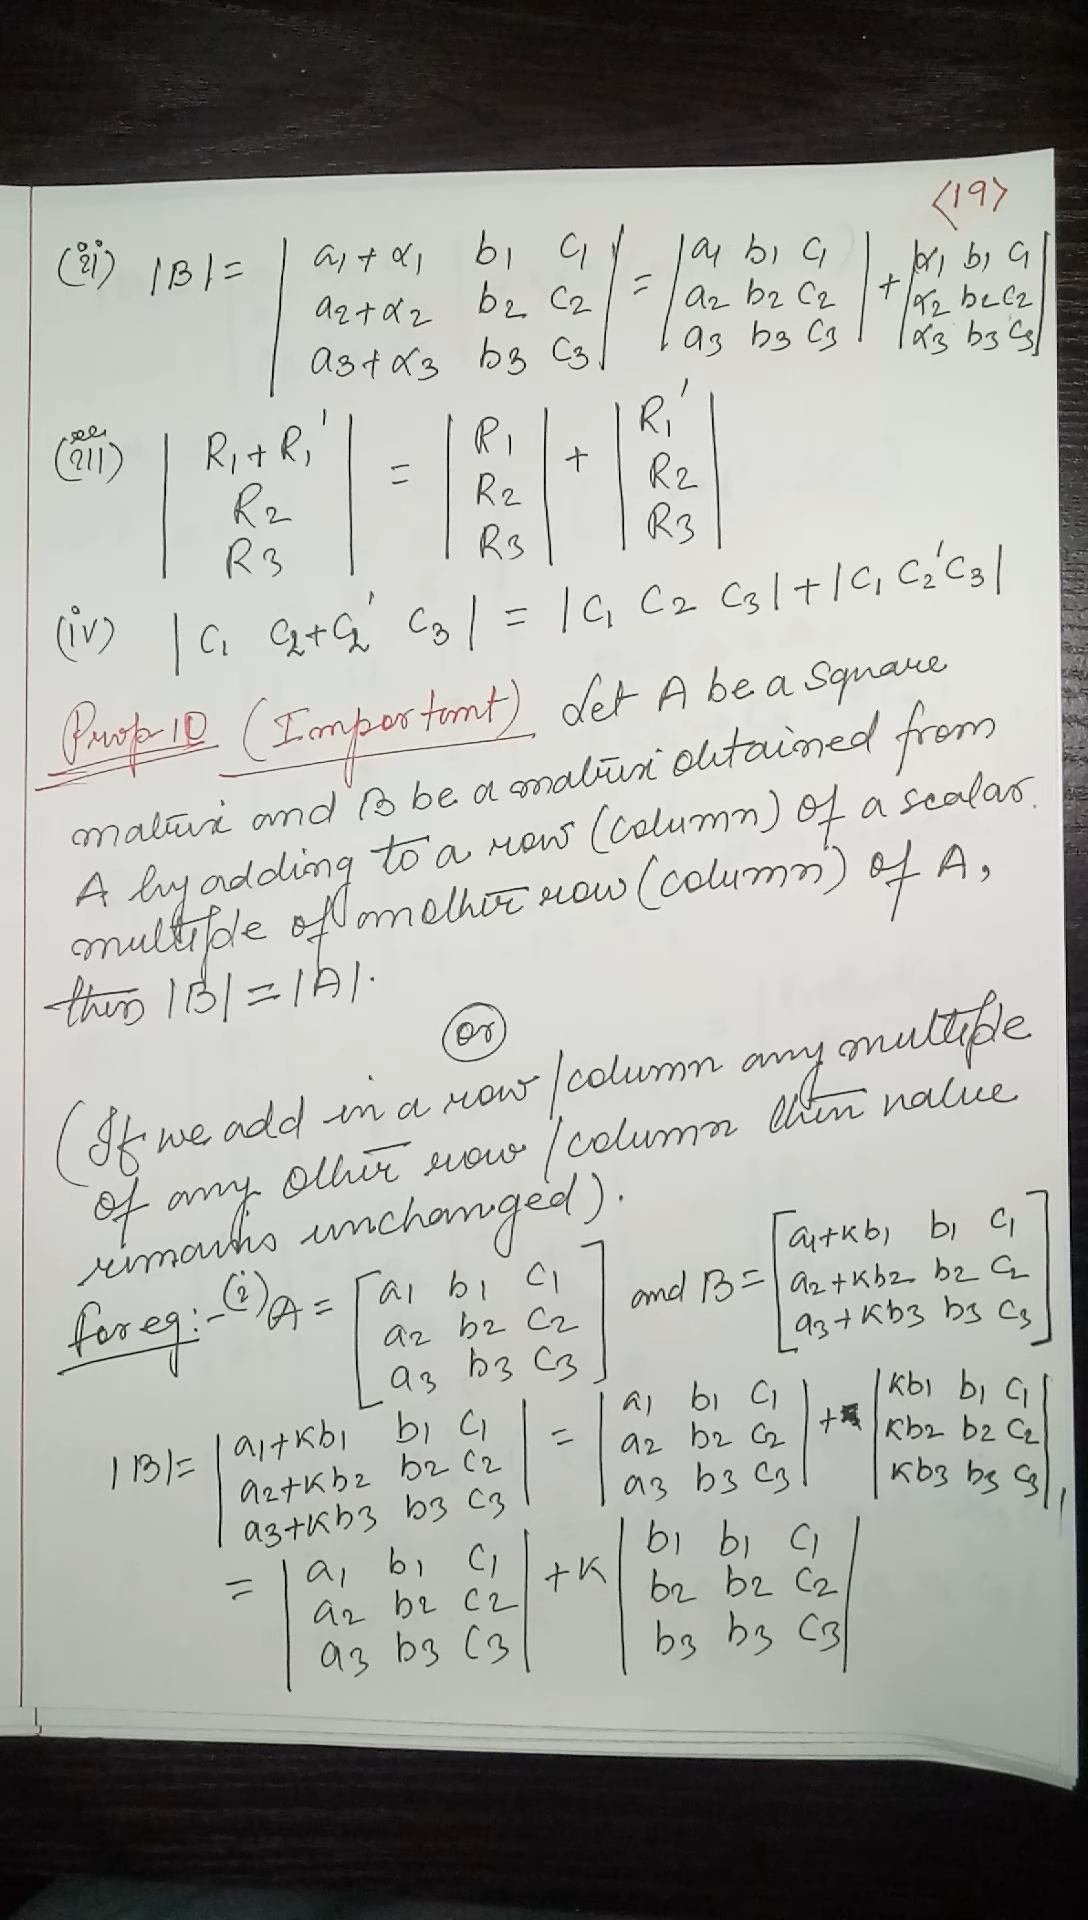 <19>
(ii) |B| = | a1+α1 b1 c1 | = | a1 b1 c1 | + | α1 b1 c1 |
| a2+α2 b2 c2 | | a2 b2 c2 | | α2 b2 c2 |
| a3+α3 b3 c3 | | a3 b3 c3 | | α3 b3 c3 |
(iii) | R1+R1' | = | R1 | + | R1' |
| R2 | | R2 | | R2 |
| R3 | | R3 | | R3 |
(iv) | C1 C2+C2' C3 | = | C1 C2 C3 | + | C1 C2' C3 |
Prop 10 (Important) Let A be a square
matrix and B be a matrix obtained from
A by adding to a row (column) of a scalar
multiple of another row (column) of A,
then |B| = |A|.
(or)
(If we add in a row/column any multiple
of any other row/column then value
remains unchanged).
for eg:- (i) A = [ a1 b1 c1 ] and B = [ a1+kb1 b1 c1 ]
[ a2 b2 c2 ] [ a2+kb2 b2 c2 ]
[ a3 b3 c3 ] [ a3+kb3 b3 c3 ]
|B| = | a1+kb1 b1 c1 | = | a1 b1 c1 | + | kb1 b1 c1 |
| a2+kb2 b2 c2 | | a2 b2 c2 | | kb2 b2 c2 |
| a3+kb3 b3 c3 | | a3 b3 c3 | | kb3 b3 c3 |,
= | a1 b1 c1 | + k | b1 b1 c1 |
| a2 b2 c2 | | b2 b2 c2 |
| a3 b3 c3 | | b3 b3 c3 |